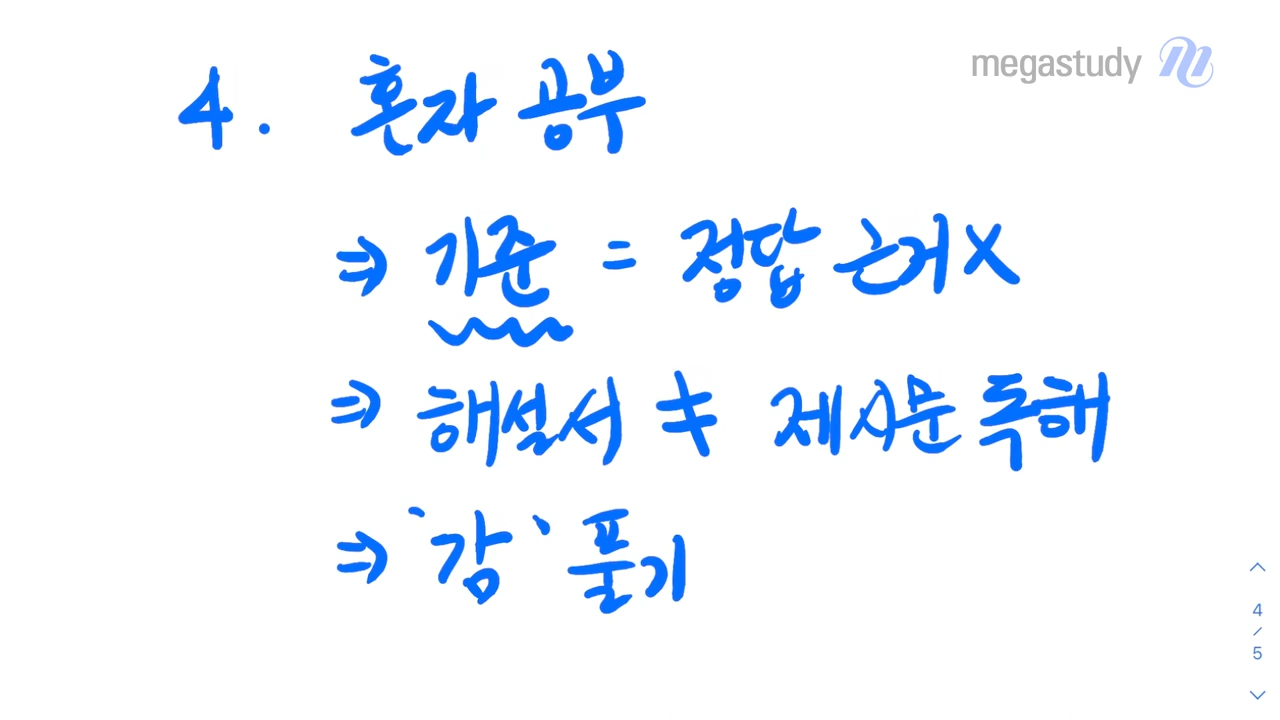 megastudy
4. 혼자 공부
⇒ 기준 = 정답 근거 X
⇒ 해설서 ≠ 제시문 독해
⇒ '감' 풀기
4
/
5